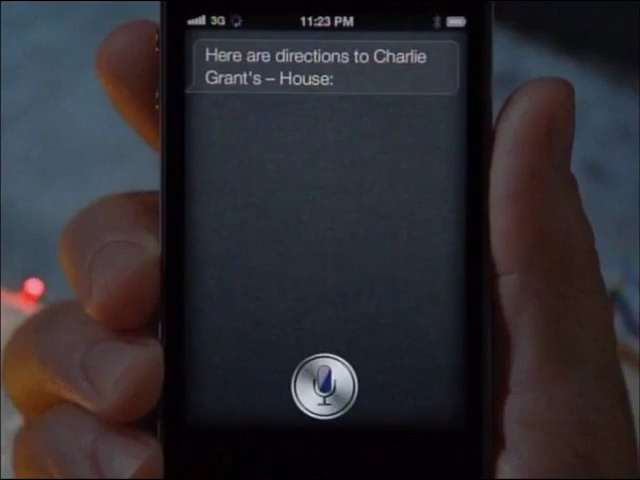 3G 11:23 PM
Here are directions to Charlie
Grant's – House: